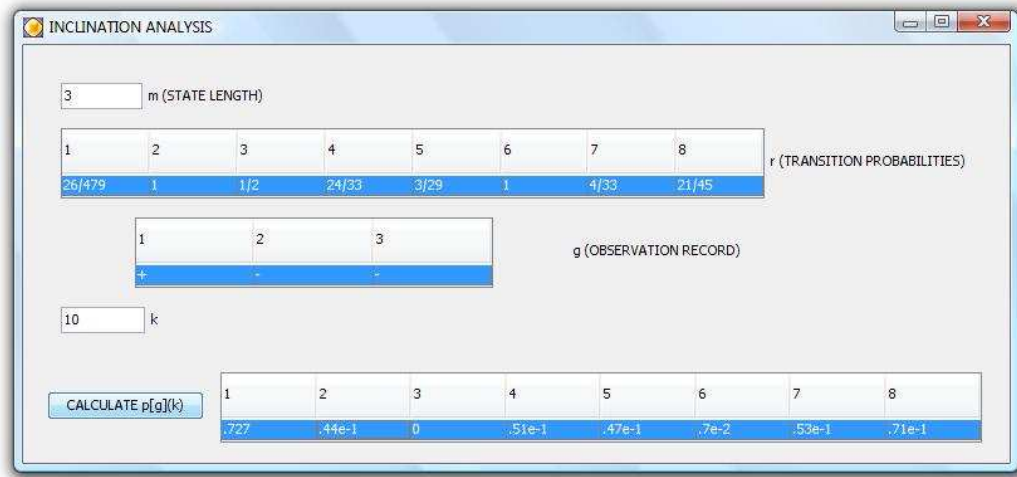 INCLINATION ANALYSIS
3 m (STATE LENGTH)
1 2 3 4 5 6 7 8
r (TRANSITION PROBABILITIES)
26/479 1 1/2 24/33 3/29 1 4/33 21/45
1 2 3
g (OBSERVATION RECORD)
+ - -
10 k
1 2 3 4 5 6 7 8
CALCULATE p[g](k)
.727 .44e-1 0 .51e-1 .47e-1 .7e-2 .53e-1 .71e-1